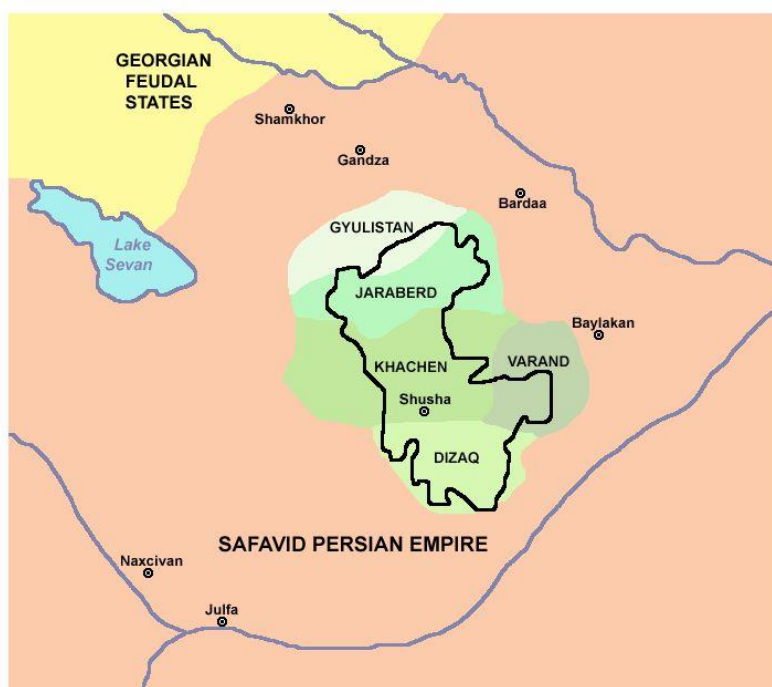 GEORGIAN
FEUDAL
STATES
Shamkhor
Gandza
Bardaa
Lake
Sevan
GYULISTAN
JARABERD
Baylakan
KHACHEN
VARAND
Shusha
DIZAQ
SAFAVID PERSIAN EMPIRE
Naxcivan
Julfa